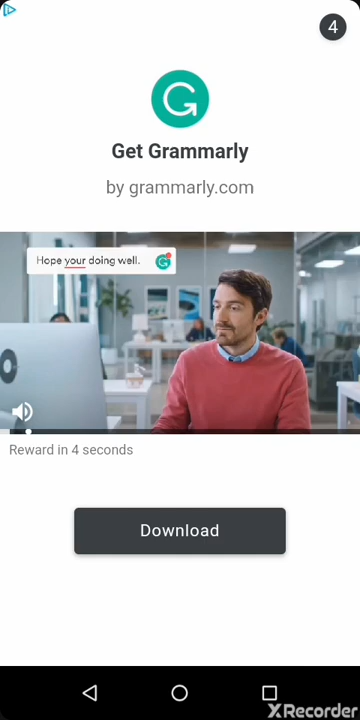 4
Get Grammarly
by grammarly.com
Hope your doing well.
Reward in 4 seconds
Download
XRecorder